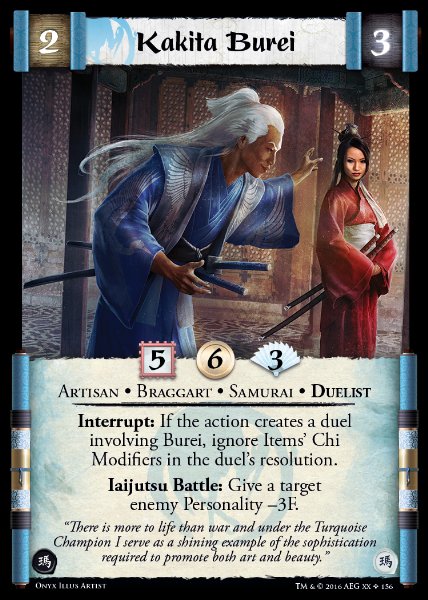 2 Kakita Burei 3
5 6 3
Artisan • Braggart • Samurai • Duelist
Interrupt: If the action creates a duel
involving Burei, ignore Items' Chi
Modifiers in the duel's resolution.
Iaijutsu Battle: Give a target
enemy Personality –3F.
“There is more to life than war and under the Turquoise
Champion I serve as a shining example of the sophistication
required to promote both art and beauty.”
瑪 瑪
Onyx Illus Artist TM & © 2016 AEG XX ❖ 156